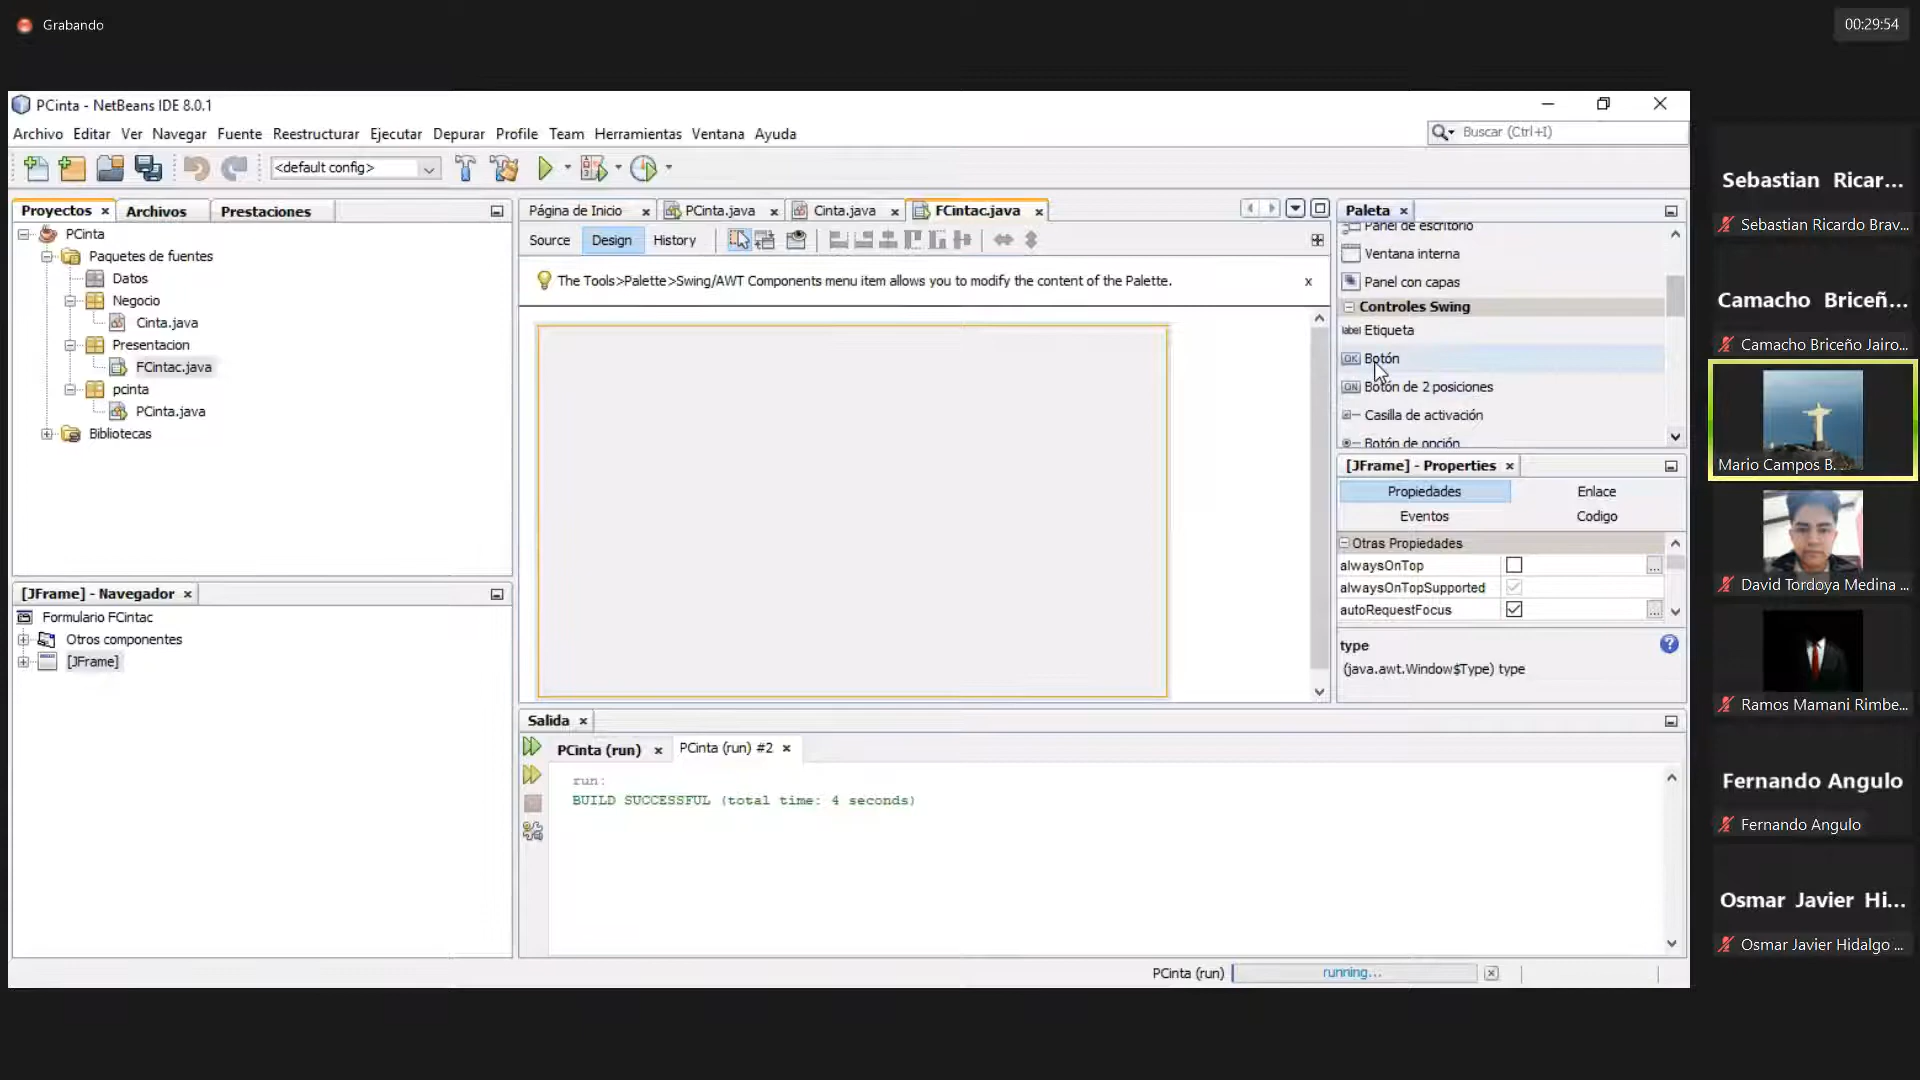 Grabando
00:29:54
PCinta - NetBeans IDE 8.0.1
Archivo Editar Ver Navegar Fuente Reestructurar Ejecutar Depurar Profile Team Herramientas Ventana Ayuda
Buscar (Ctrl+I)
<default config>
Proyectos Archivos Prestaciones
PCinta
Paquetes de fuentes
Datos
Negocio
Cinta.java
Presentacion
FCintac.java
pcinta
PCinta.java
Bibliotecas
[JFrame] - Navegador
Formulario FCintac
Otros componentes
[JFrame]
Página de Inicio PCinta.java Cinta.java FCintac.java
Source Design History
The Tools>Palette>Swing/AWT Components menu item allows you to modify the content of the Palette.
Salida
PCinta (run) PCinta (run) #2
run:
BUILD SUCCESSFUL (total time: 4 seconds)
PCinta (run) running...
Paleta
Panel de escritorio
Ventana interna
Panel con capas
Controles Swing
label Etiqueta
OK Botón
ON Botón de 2 posiciones
Casilla de activación
Botón de opción
[JFrame] - Properties
Propiedades Enlace
Eventos Codigo
Otras Propiedades
alwaysOnTop
alwaysOnTopSupported
autoRequestFocus
type
(java.awt.Window$Type) type
Sebastian Ricar...
Sebastian Ricardo Brav...
Camacho Briceñ...
Camacho Briceño Jairo...
Mario Campos B...
David Tordoya Medina ...
Ramos Mamani Rimbe...
Fernando Angulo
Fernando Angulo
Osmar Javier Hi...
Osmar Javier Hidalgo ...